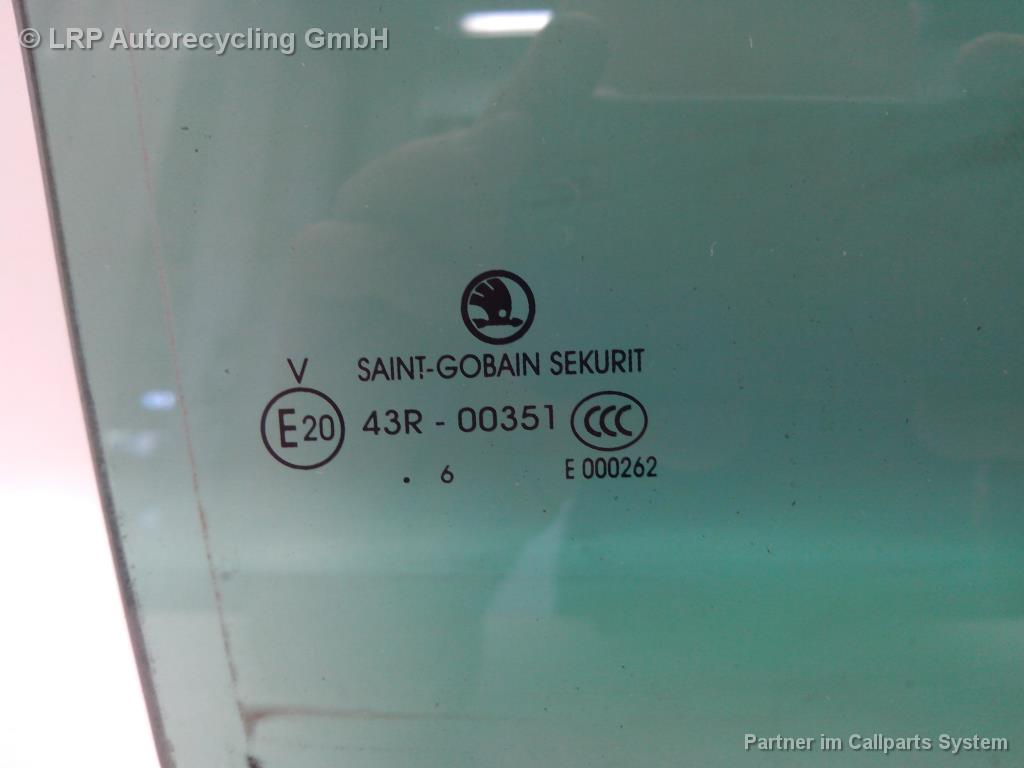 © LRP Autorecycling GmbH
V SAINT-GOBAIN SEKURIT
E20 43R - 00351 CCC
. 6 E 000262
Partner im Callparts System